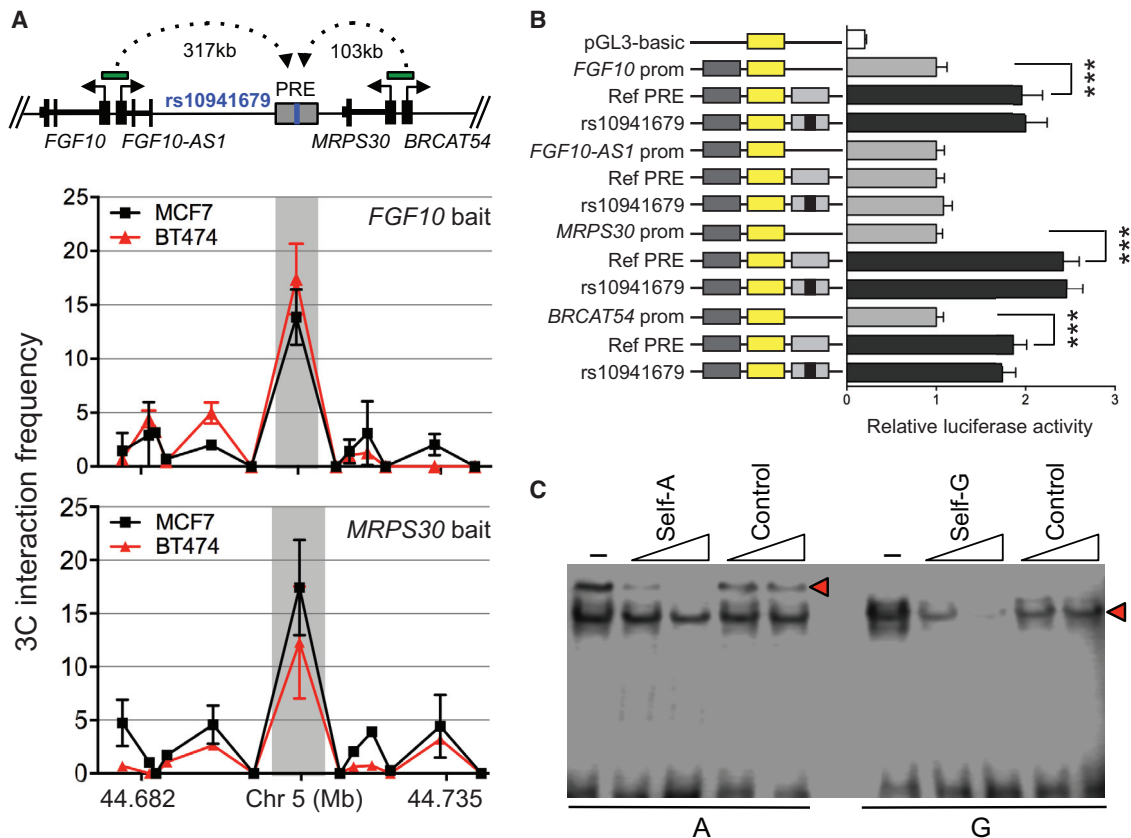 A
317kb
103kb
rs10941679
PRE
FGF10
FGF10-AS1
MRPS30
BRCAT54
3C interaction frequency
25
20
15
10
5
0
MCF7
BT474
FGF10 bait
25
20
15
10
5
0
MCF7
BT474
MRPS30 bait
44.682
Chr 5 (Mb)
44.735
B
pGL3-basic
FGF10 prom
Ref PRE
rs10941679
FGF10-AS1 prom
Ref PRE
rs10941679
MRPS30 prom
Ref PRE
rs10941679
BRCAT54 prom
Ref PRE
rs10941679
***
***
***
0
1
2
3
Relative luciferase activity
C
–
Self-A
Control
–
Self-G
Control
A
G